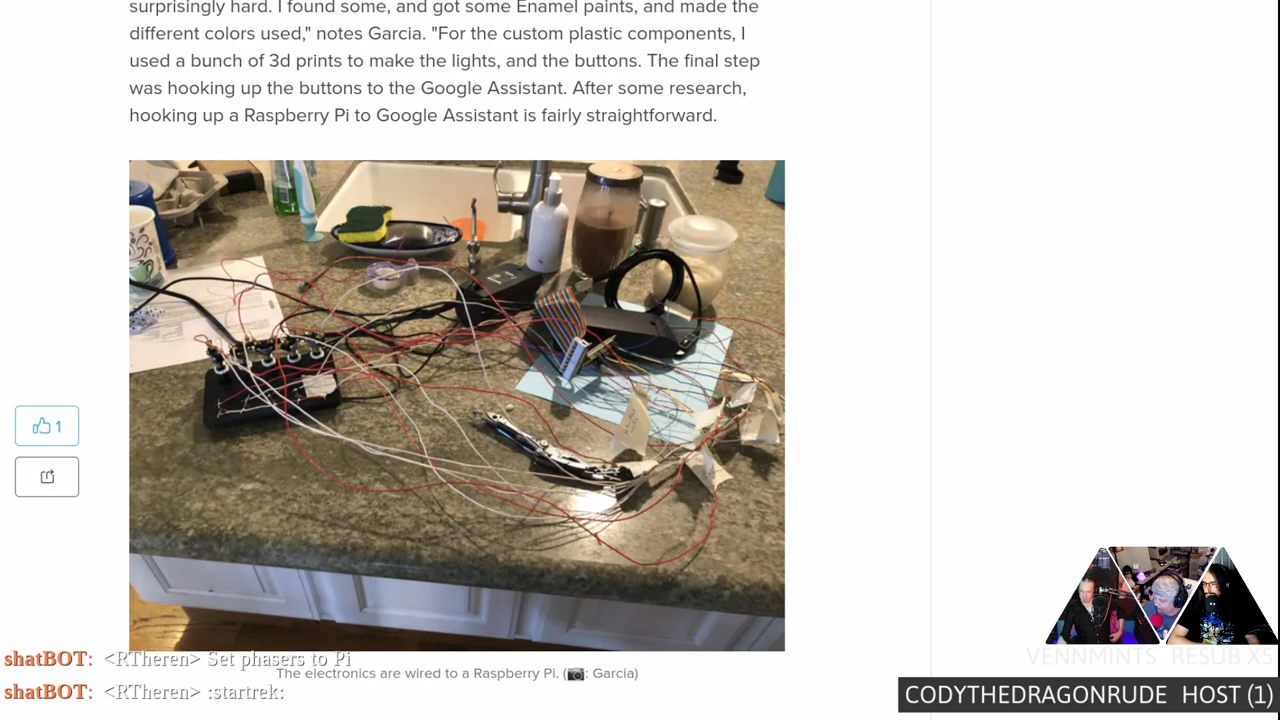 surprisingly hard. I found some, and got some Enamel paints, and made the
different colors used," notes Garcia. "For the custom plastic components, I
used a bunch of 3d prints to make the lights, and the buttons. The final step
was hooking up the buttons to the Google Assistant. After some research,
hooking up a Raspberry Pi to Google Assistant is fairly straightforward.
1
The electronics are wired to a Raspberry Pi. (📷: Garcia)
shatBOT: <RTheren> Set phasers to Pi
shatBOT: <RTheren> :startrek:
VENNMINTS RESUB X5
CODYTHEDRAGONRUDE HOST (1)